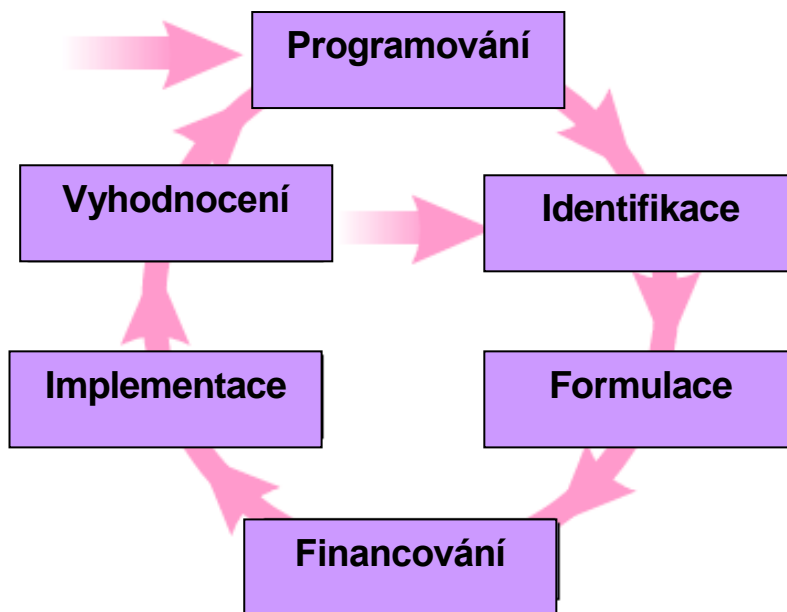 Programování
Vyhodnocení
Identifikace
Implementace
Formulace
Financování